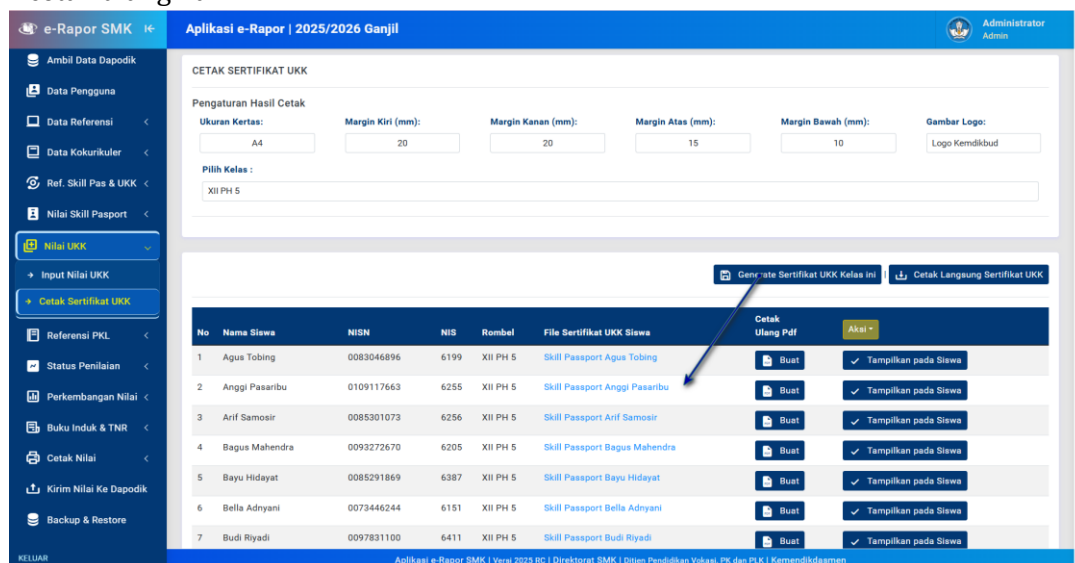 e-Rapor SMK
Aplikasi e-Rapor | 2025/2026 Ganjil
Administrator
Admin
Ambil Data Dapodik
Data Pengguna
Data Referensi
Data Kokurikuler
Ref. Skill Pas & UKK
Nilai Skill Pasport
Nilai UKK
Input Nilai UKK
Cetak Sertifikat UKK
Referensi PKL
Status Penilaian
Perkembangan Nilai
Buku Induk & TNR
Cetak Nilai
Kirim Nilai Ke Dapodik
Backup & Restore
KELUAR
CETAK SERTIFIKAT UKK
Pengaturan Hasil Cetak
Ukuran Kertas: Margin Kiri (mm): Margin Kanan (mm): Margin Atas (mm): Margin Bawah (mm): Gambar Logo:
A4 20 20 15 10 Logo Kemdikbud
Pilih Kelas :
XII PH 5
Generate Sertifikat UKK Kelas ini | Cetak Langsung Sertifikat UKK
No Nama Siswa NISN NIS Rombel File Sertifikat UKK Siswa Cetak Ulang Pdf Aksi
1 Agus Tobing 0083046896 6199 XII PH 5 Skill Passport Agus Tobing Buat Tampilkan pada Siswa
2 Anggi Pasaribu 0109117663 6255 XII PH 5 Skill Passport Anggi Pasaribu Buat Tampilkan pada Siswa
3 Arif Samosir 0085301073 6256 XII PH 5 Skill Passport Arif Samosir Buat Tampilkan pada Siswa
4 Bagus Mahendra 0093272670 6205 XII PH 5 Skill Passport Bagus Mahendra Buat Tampilkan pada Siswa
5 Bayu Hidayat 0085291869 6387 XII PH 5 Skill Passport Bayu Hidayat Buat Tampilkan pada Siswa
6 Bella Adnyani 0073446244 6151 XII PH 5 Skill Passport Bella Adnyani Buat Tampilkan pada Siswa
7 Budi Riyadi 0097831100 6411 XII PH 5 Skill Passport Budi Riyadi Buat Tampilkan pada Siswa
Aplikasi e-Rapor SMK | Versi 2025 RC | Direktorat SMK | Ditjen Pendidikan Vokasi, PK dan PLK | Kemendikdasmen